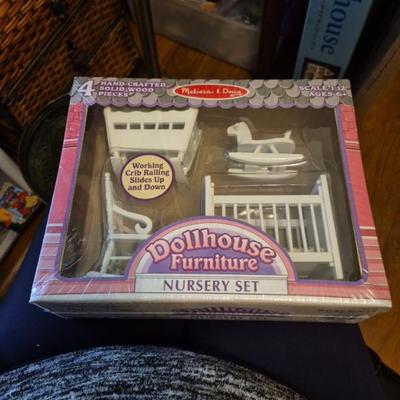 4
HAND-CRAFTED
SOLID WOOD
PIECES
Melissa & Doug
SCALE 1:12
AGES 6+
Working
Crib Railing
Slides Up
and Down
Dollhouse
Furniture
NURSERY SET
house